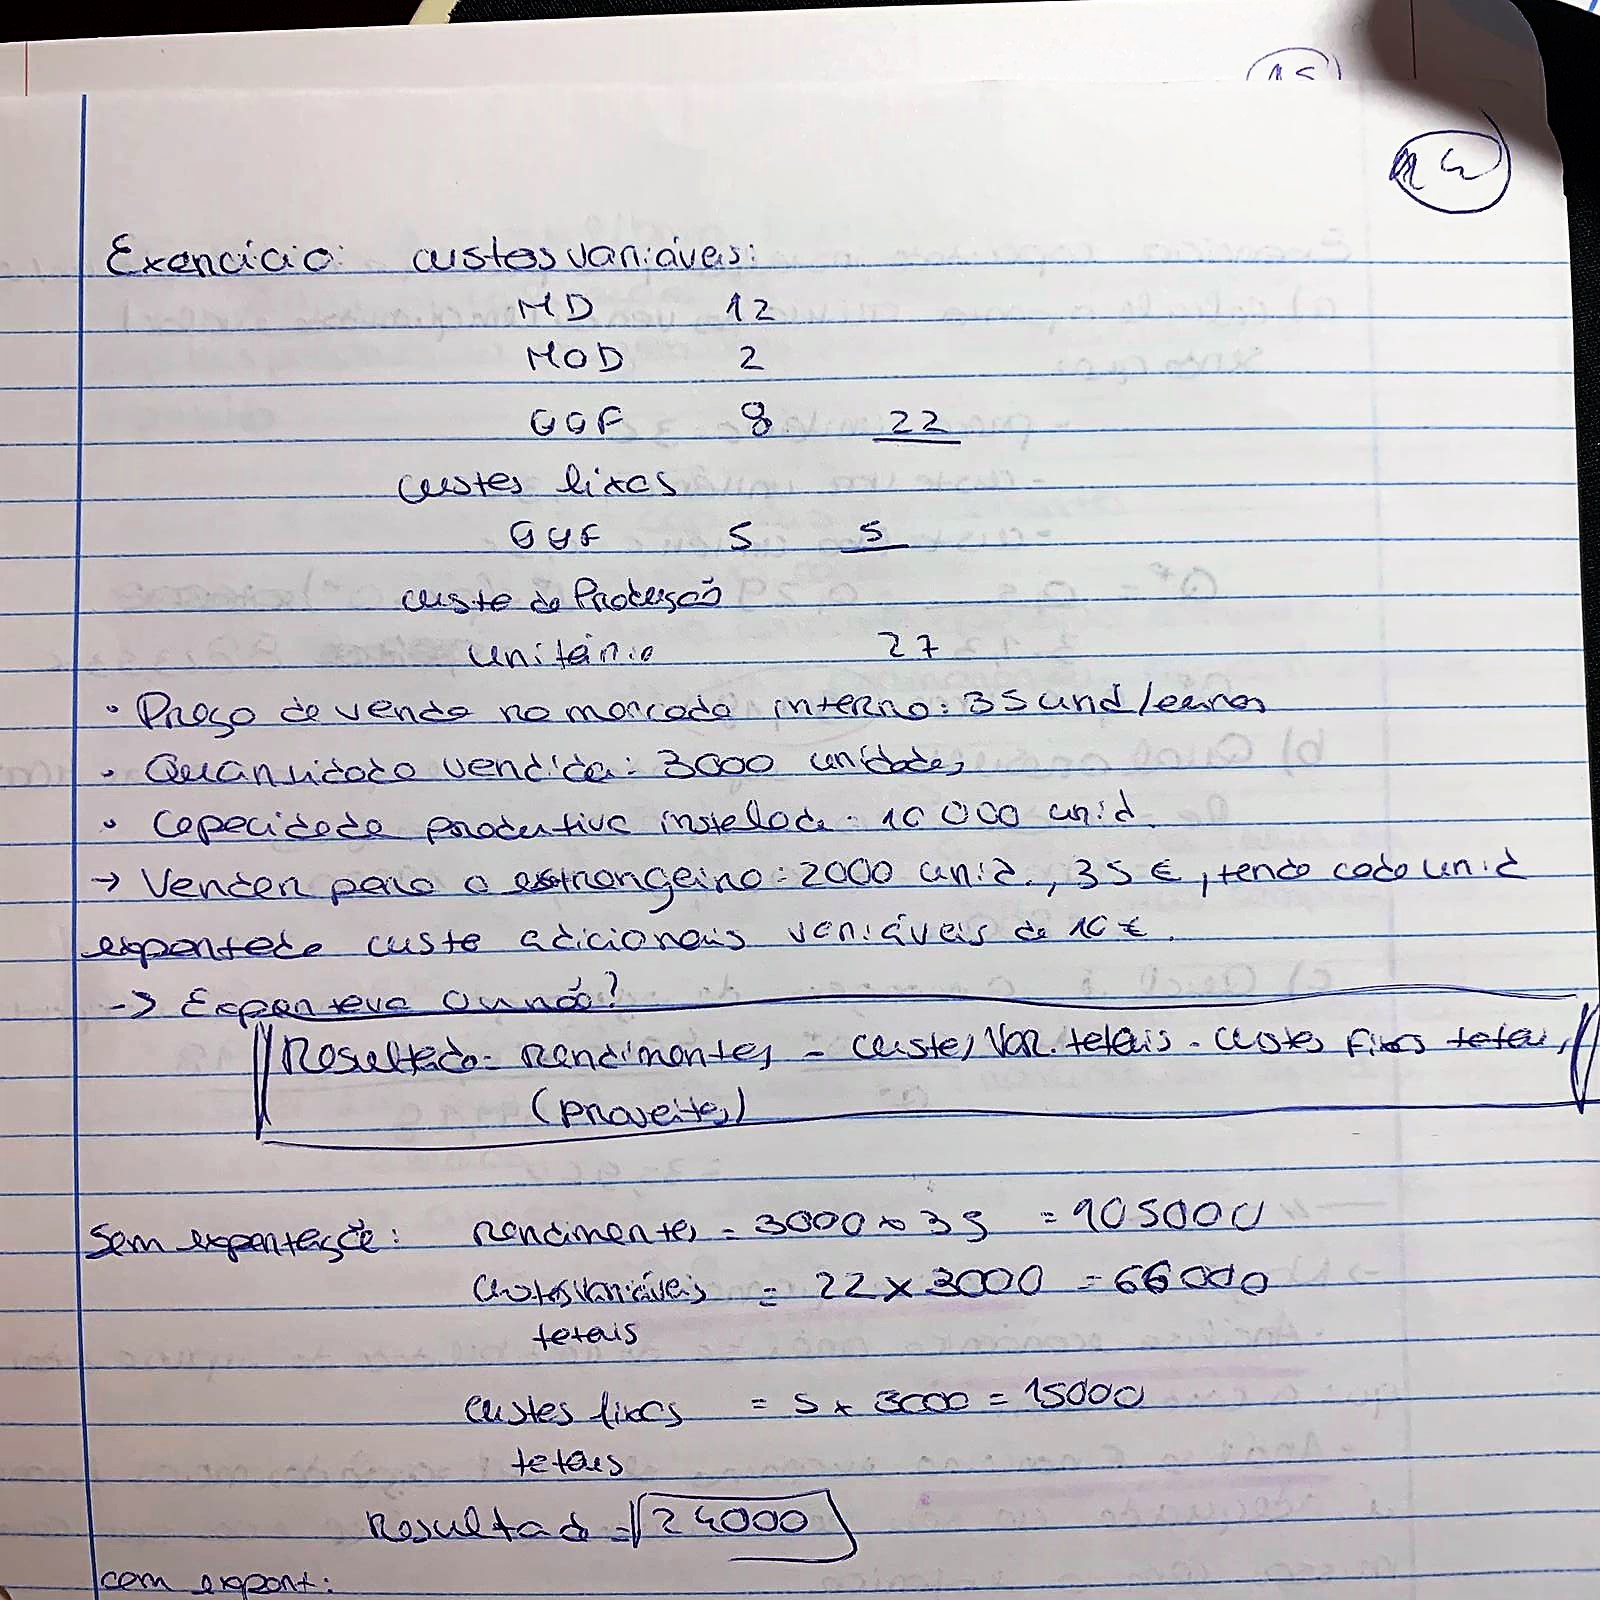 15
14
Exercício: custos variáveis:
MD 12
MOD 2
GGF 8 22
custos fixos
GGF 5 5
custo de Produção
unitário 27
• Preço de venda no mercado interno: 35 und/euros
• Quantidade vendida: 3000 unidades
• Capacidade produtiva instalada: 10 000 unid.
→ Vender para o estrangeiro: 2000 unid., 35 €, tendo cada unid
exportada custo adicionais variáveis de 10 €.
-> Exportava ou não?
Resultado = rendimentos - custos Var. totais - custos fixos totais
(proveitos)
Sem exportação: rendimentos = 3000 x 35 = 105000
Custos variáveis = 22 x 3000 = 66000
totais
custos fixos = 5 x 3000 = 15000
totais
Resultado = 24000
com export: